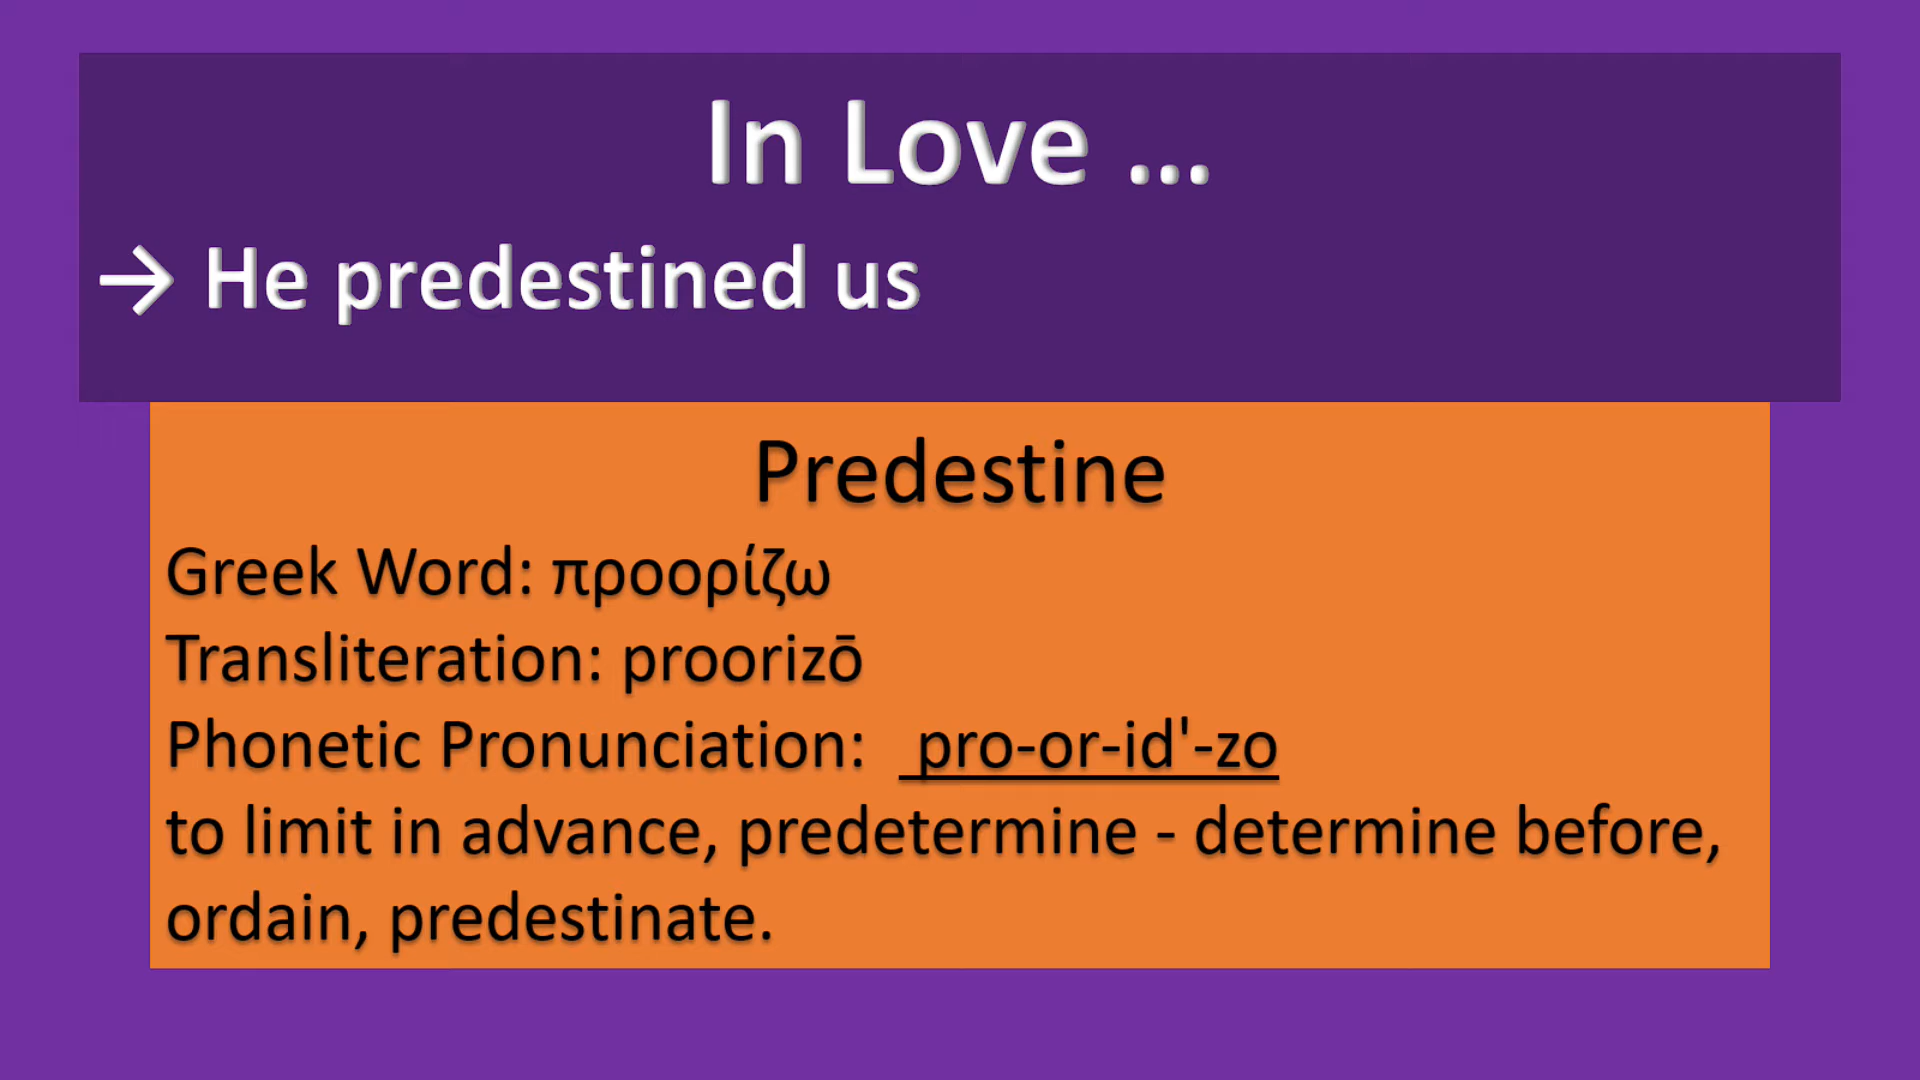 In Love ...
→ He predestined us
Predestine
Greek Word: προορίζω
Transliteration: proorizō
Phonetic Pronunciation: pro-or-id'-zo
to limit in advance, predetermine - determine before,
ordain, predestinate.